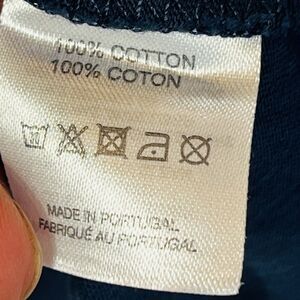 100% COTTON
100% COTON
MADE IN PORTUGAL
FABRIQUÉ AU PORTUGAL